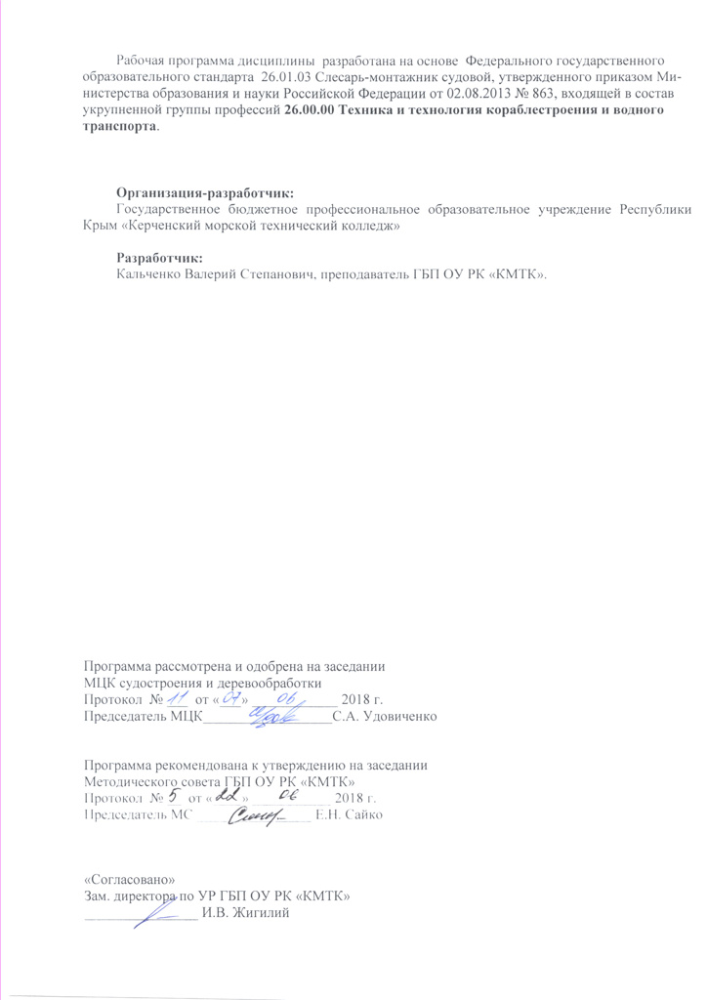 Рабочая программа дисциплины разработана на основе Федерального государственного
образовательного стандарта 26.01.03 Слесарь-монтажник судовой, утвержденного приказом Ми-
нистерства образования и науки Российской Федерации от 02.08.2013 № 863, входящей в состав
укрупненной группы профессий 26.00.00 Техника и технология кораблестроения и водного
транспорта.
Организация-разработчик:
Государственное бюджетное профессиональное образовательное учреждение Республики
Крым «Керченский морской технический колледж»
Разработчик:
Кальченко Валерий Степанович, преподаватель ГБП ОУ РК «КМТК».
Программа рассмотрена и одобрена на заседании
МЦК судостроения и деревообработки
Протокол № 11 от «07» 06 2018 г.
Председатель МЦК С.А. Удовиченко
Программа рекомендована к утверждению на заседании
Методического совета ГБП ОУ РК «КМТК»
Протокол № 5 от «22» 06 2018 г.
Председатель МС Е.Н. Сайко
«Согласовано»
Зам. директора по УР ГБП ОУ РК «КМТК»
И.В. Жигилий